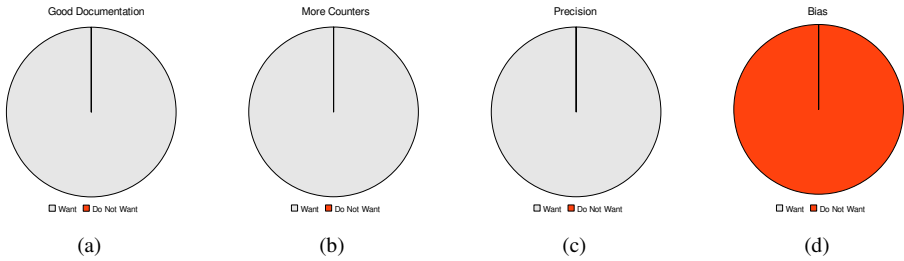 Good Documentation
Want Do Not Want
(a)
More Counters
Want Do Not Want
(b)
Precision
Want Do Not Want
(c)
Bias
Want Do Not Want
(d)